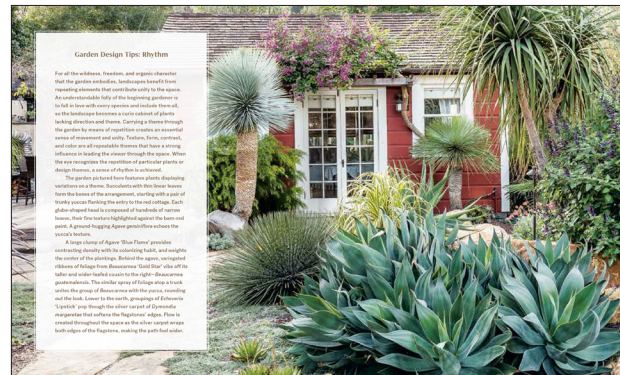 Garden Design Tips: Rhythm
For all the wildness, freedom, and organic character
that the garden embodies, landscapes benefit from
repeating elements that contribute unity to the space.
An understandable folly of the beginning gardener is
to fall in love with every species and include them all,
so the landscape becomes a curio cabinet of plants
lacking direction and theme. Carrying a theme through
the garden by means of repetition creates an essential
sense of movement and unity. Texture, form, contrast,
and color are all repeatable themes that have a strong
influence in leading the viewer through the space. When
the eye recognizes the repetition of particular plants or
design themes, a sense of rhythm is achieved.
The garden pictured here features plants displaying
variations on a theme. Succulents with thin linear leaves
form the bones of the arrangement, starting with a pair of
trunky yuccas flanking the entry to the red cottage. Each
globe-shaped head is composed of hundreds of narrow
leaves, their fine texture highlighted against the barn-red
paint. A ground-hugging Agave geminiflora echoes the
yucca's texture.
A large clump of Agave 'Blue Flame' provides
contrasting density with its colonizing habit, and weights
the center of the plantings. Behind the agave, variegated
ribbons of foliage from Beaucarnea 'Gold Star' vibe off its
taller and wider-leafed cousin to the right—Beaucarnea
guatemalensis. The similar spray of foliage atop a trunk
unites the group of Beaucarnea with the yucca, rounding
out the look. Lower to the earth, groupings of Echeveria
'Lipstick' pop though the silver carpet of Dymondia
margaretae that softens the flagstones' edges. Flow is
created throughout the space as the silver carpet wraps
both edges of the flagstone, making the path feel wider.